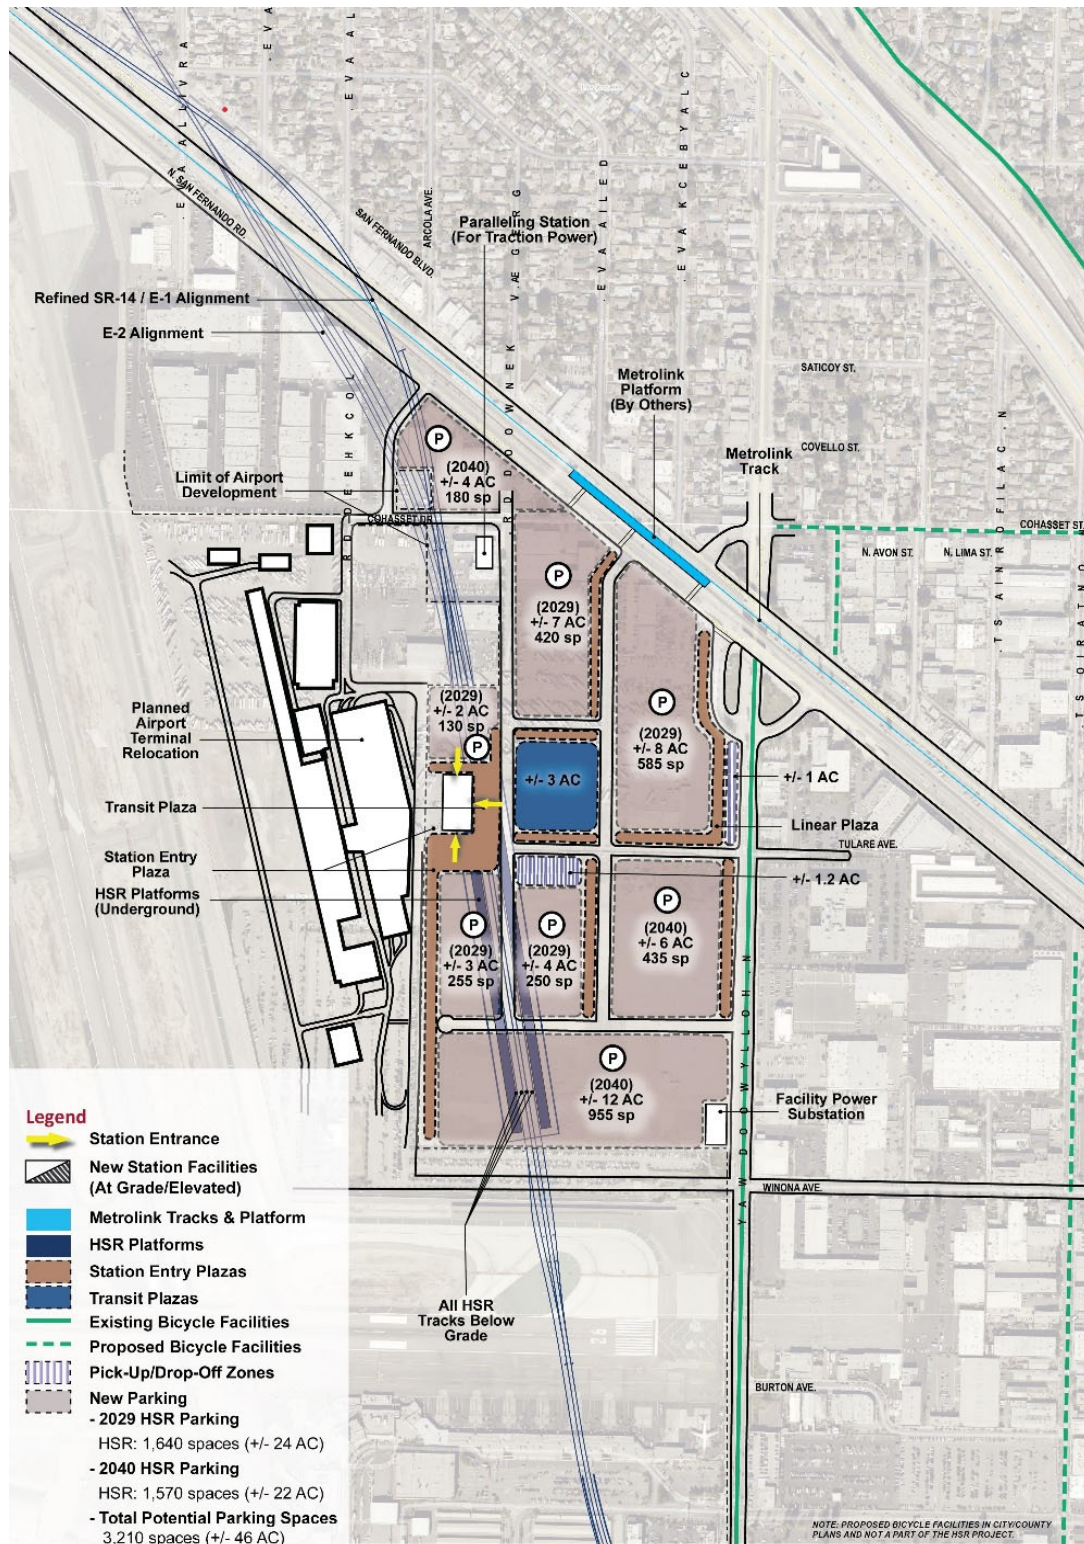 . E V A
. E V A L
. E V A A L L I V R A
N. SAN FERNANDO RD.
ARCOLA AVE.
SAN FERNANDO BLVD.
Paralleling Station
(For Traction Power)
. E V A A I L E D
. E V A K C E B Y A L C
Refined SR-14 / E-1 Alignment
E-2 Alignment
SATICOY ST.
Metrolink
Platform
(By Others)
COVELLO ST.
Metrolink
Track
P
(2040)
+/- 4 AC
180 sp
Limit of Airport
Development
COHASSET DR.
. R D D O O W N E K
V. AE G E R G
RD. D E E H K C O L
. T S A I N R O F I L A C . N
COHASSET ST.
N. AVON ST.
N. LIMA ST.
. T S O I R A T N O
P
(2029)
+/- 7 AC
420 sp
Planned
Airport
Terminal
Relocation
(2029)
+/- 2 AC
130 sp
P
P
(2029)
+/- 8 AC
585 sp
+/- 3 AC
+/- 1 AC
Transit Plaza
Linear Plaza
TULARE AVE.
Station Entry
Plaza
+/- 1.2 AC
HSR Platforms
(Underground)
P
(2029)
+/- 3 AC
255 sp
P
(2029)
+/- 4 AC
250 sp
P
(2040)
+/- 6 AC
435 sp
P
(2040)
+/- 12 AC
955 sp
Facility Power
Substation
Y A W D O O W Y L L O H . N
WINONA AVE.
All HSR
Tracks Below
Grade
BURTON AVE.
Legend
Station Entrance
New Station Facilities
(At Grade/Elevated)
Metrolink Tracks & Platform
HSR Platforms
Station Entry Plazas
Transit Plazas
Existing Bicycle Facilities
Proposed Bicycle Facilities
Pick-Up/Drop-Off Zones
New Parking
- 2029 HSR Parking
HSR: 1,640 spaces (+/- 24 AC)
- 2040 HSR Parking
HSR: 1,570 spaces (+/- 22 AC)
- Total Potential Parking Spaces
3,210 spaces (+/- 46 AC)
NOTE: PROPOSED BICYCLE FACILITIES IN CITY/COUNTY
PLANS AND NOT A PART OF THE HSR PROJECT.